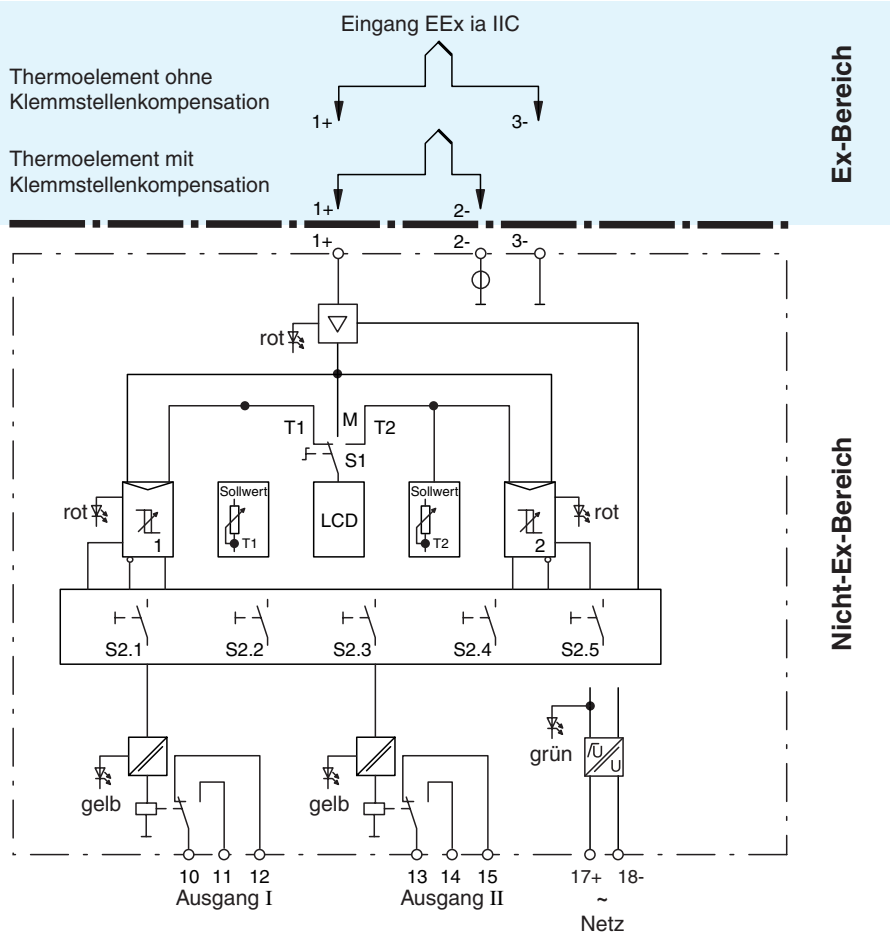 Eingang EEx ia IIC
Thermoelement ohne
Klemmstellenkompensation
1+
3-
Thermoelement mit
Klemmstellenkompensation
1+
2-
Ex-Bereich
1+
2-
3-
rot
T1
M
T2
S1
rot
1
Sollwert
T1
LCD
Sollwert
T2
2
rot
S2.1
S2.2
S2.3
S2.4
S2.5
Nicht-Ex-Bereich
gelb
gelb
grün
U
U
10 11 12
13 14 15
17+ 18-
Ausgang I
Ausgang II
~
Netz